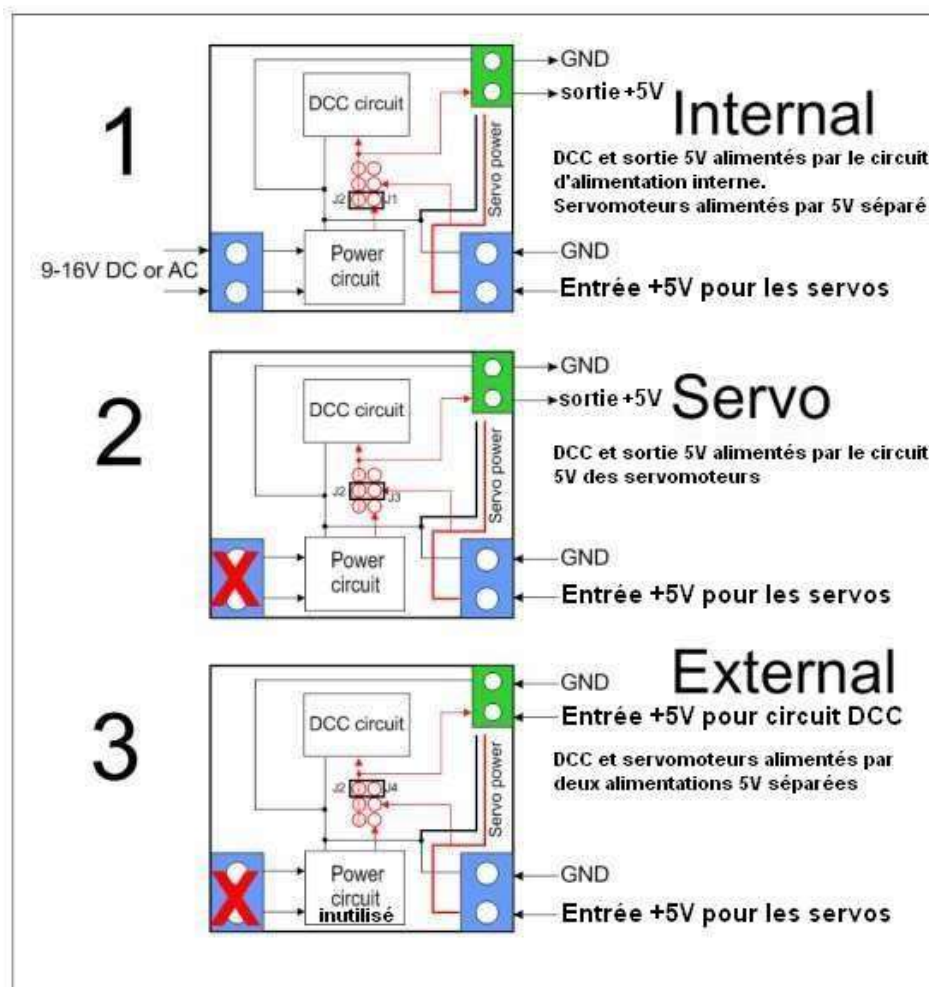 1
DCC circuit
J2
J1
Power
circuit
Servo power
9-16V DC or AC
GND
sortie +5V
Internal
DCC et sortie 5V alimentés par le circuit
d'alimentation interne.
Servomoteurs alimentés par 5V séparé
GND
Entrée +5V pour les servos
2
DCC circuit
J2
J3
Power
circuit
Servo power
X
GND
sortie +5V
Servo
DCC et sortie 5V alimentés par le circuit
5V des servomoteurs
GND
Entrée +5V pour les servos
3
DCC circuit
J2
J4
Power
circuit
inutilisé
Servo power
X
External
GND
Entrée +5V pour circuit DCC
DCC et servomoteurs alimentés par
deux alimentations 5V séparées
GND
Entrée +5V pour les servos